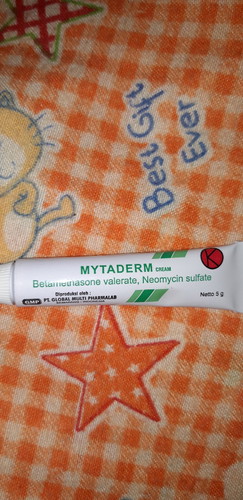 Best Gift
Ever
MYTADERM CREAM
Betamethasone valerate, Neomycin sulfate
K
GMP
Diproduksi oleh :
PT. GLOBAL MULTI PHARMALAB
Netto 5 g